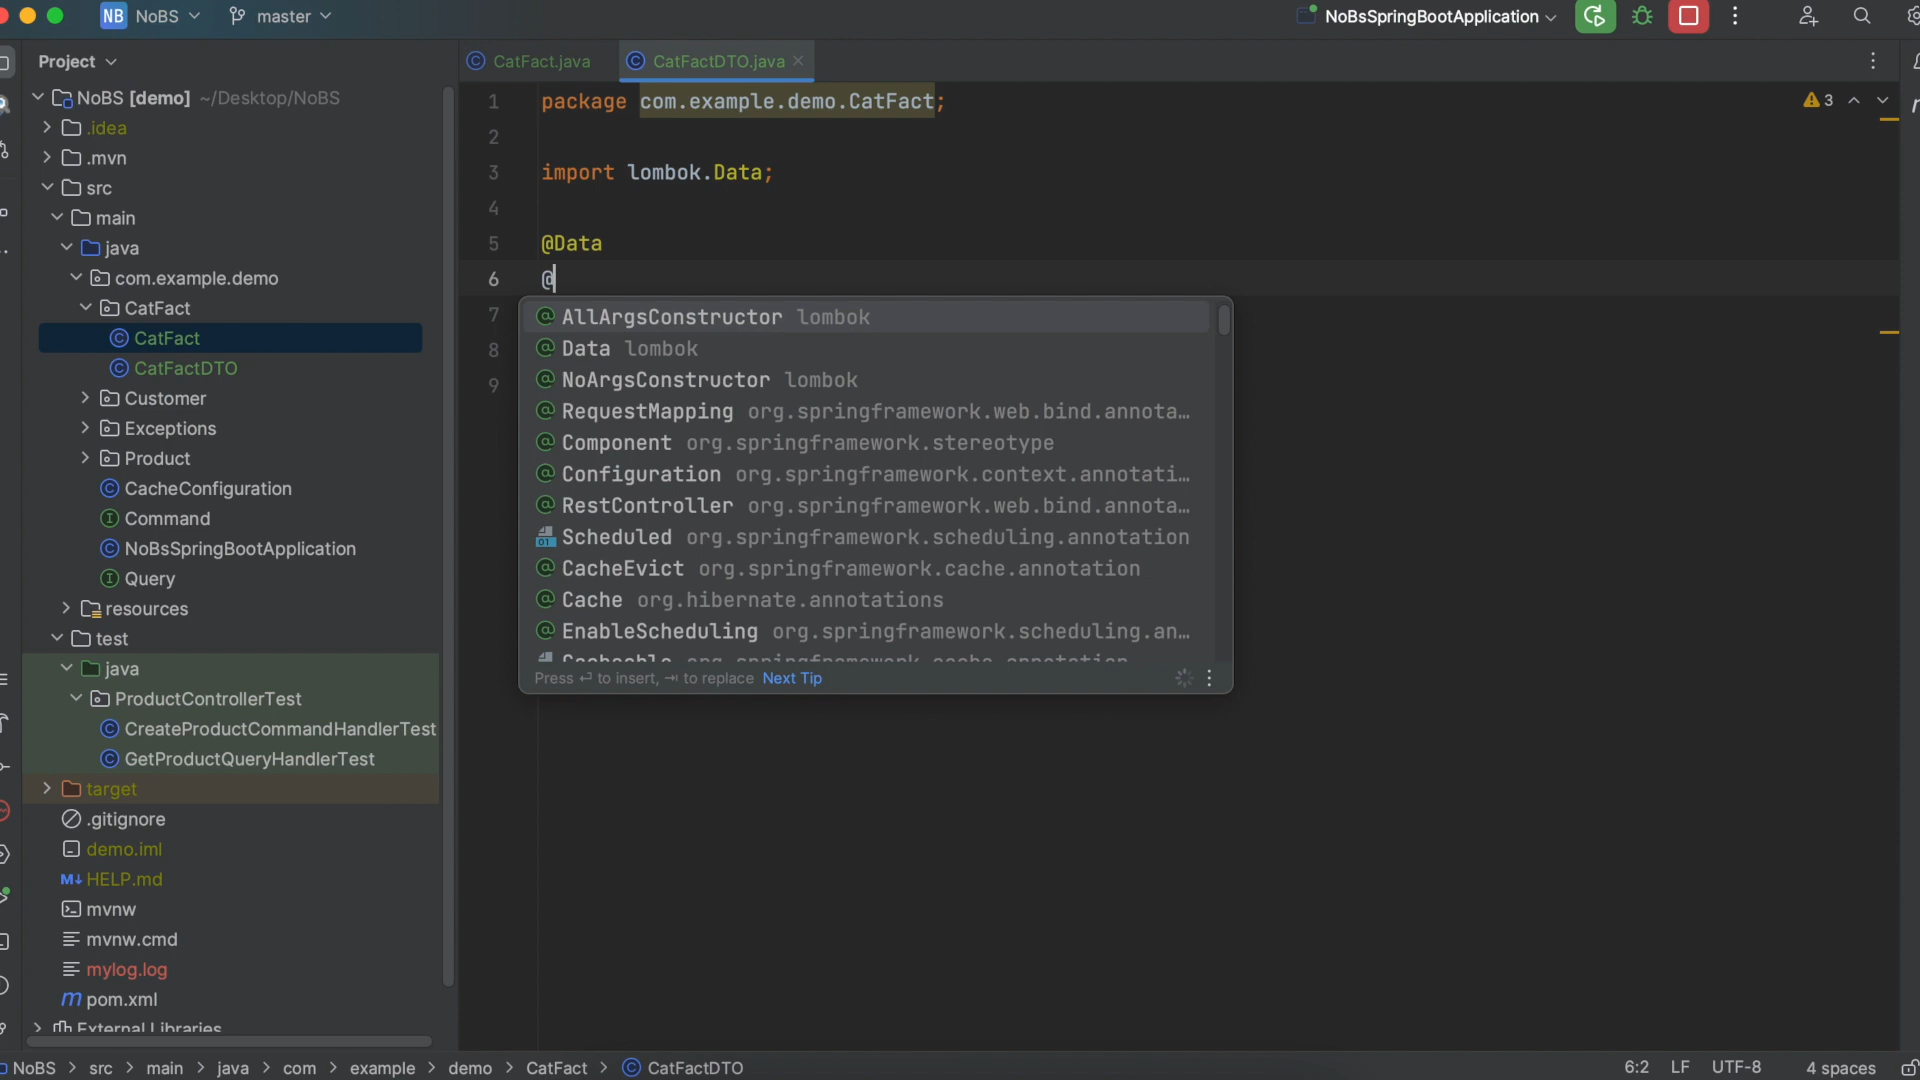 NB NoBS master
NoBsSpringBootApplication
Project
CatFact.java
CatFactDTO.java
NoBS [demo] ~/Desktop/NoBS
.idea
.mvn
src
main
java
com.example.demo
CatFact
CatFact
CatFactDTO
Customer
Exceptions
Product
CacheConfiguration
Command
NoBsSpringBootApplication
Query
resources
test
java
ProductControllerTest
CreateProductCommandHandlerTest
GetProductQueryHandlerTest
target
.gitignore
demo.iml
M↓ HELP.md
mvnw
mvnw.cmd
mylog.log
m pom.xml
External Libraries
1 package com.example.demo.CatFact;
3
2
3 import lombok.Data;
4
5 @Data
6 @
7
8
9
AllArgsConstructor lombok
Data lombok
NoArgsConstructor lombok
RequestMapping org.springframework.web.bind.annota…
Component org.springframework.stereotype
Configuration org.springframework.context.annotati…
RestController org.springframework.web.bind.annota…
Scheduled org.springframework.scheduling.annotation
CacheEvict org.springframework.cache.annotation
Cache org.hibernate.annotations
EnableScheduling org.springframework.scheduling.an…
Cacheable org.springframework.cache.annotation
Press ⏎ to insert, ⇥ to replace Next Tip
NoBS > src > main > java > com > example > demo > CatFact > CatFactDTO
6:2 LF UTF-8 4 spaces